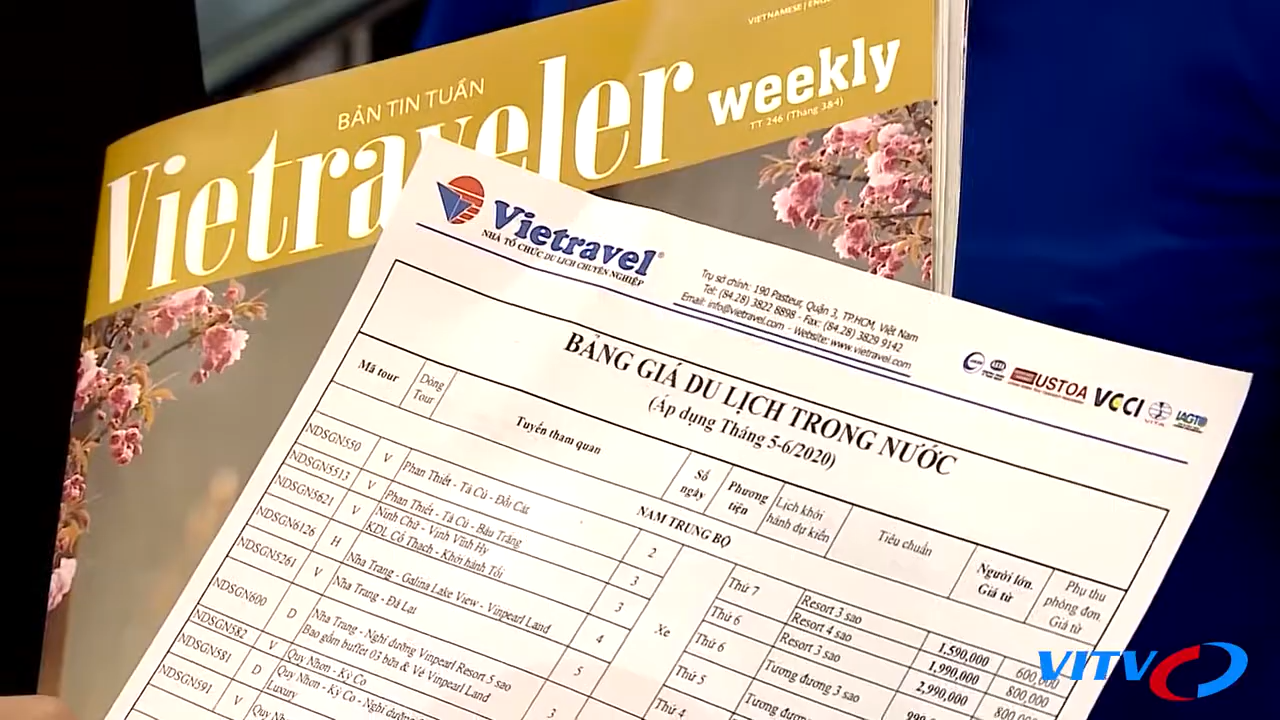 VIETNAMESE | ENG
BẢN TIN TUẦN
Vietraveler weekly
TT 246 (Tháng 3&4)
Vietravel®
NHÀ TỔ CHỨC DU LỊCH CHUYÊN NGHIỆP
Trụ sở chính: 190 Pasteur, Quận 3, TP.HCM, Việt Nam
Tel: (84.28) 3822 8898 - Fax: (84.28) 3829 9142
Email: info@vietravel.com - Website: www.vietravel.com
USTOA VCCI VITA IAGTO
BẢNG GIÁ DU LỊCH TRONG NƯỚC
(Áp dụng Tháng 5-6/2020)
Mã tour Dòng Tour Tuyến tham quan Số ngày Phương tiện Lịch khởi hành dự kiến Tiêu chuẩn Người lớn. Giá từ Phụ thu phòng đơn. Giá từ
NAM TRUNG BỘ
NDSGN550 V Phan Thiết - Tà Cú - Đồi Cát 2 Xe Thứ 7 Resort 3 sao 1,590,000 600,000
NDSGN5513 V Phan Thiết - Tà Cú - Bàu Trắng 3 Thứ 6 Resort 4 sao 1,990,000 800,000
NDSGN5621 V Ninh Chữ - Vịnh Vĩnh Hy 3 Thứ 6 Resort 3 sao 2,990,000
KDL Cổ Thạch - Khởi hành Tối
NDSGN6126 H Nha Trang - Galina Lake View - Vinpearl Land 4 Thứ 5 Tương đương 3 sao
NDSGN5261 V Nha Trang - Đà Lạt 5 Thứ 4 Tương đương
NDSGN600 D Nha Trang - Nghỉ dưỡng Vinpearl Resort 5 sao
Bao gồm buffet 03 bữa & Vé Vinpearl Land 3
NDSGN582 V Quy Nhơn - Kỳ Co
NDSGN581 D Quy Nhơn - Kỳ Co - Nghỉ dưỡng
Luxury
NDSGN591 V Quy Nhơn
VITV